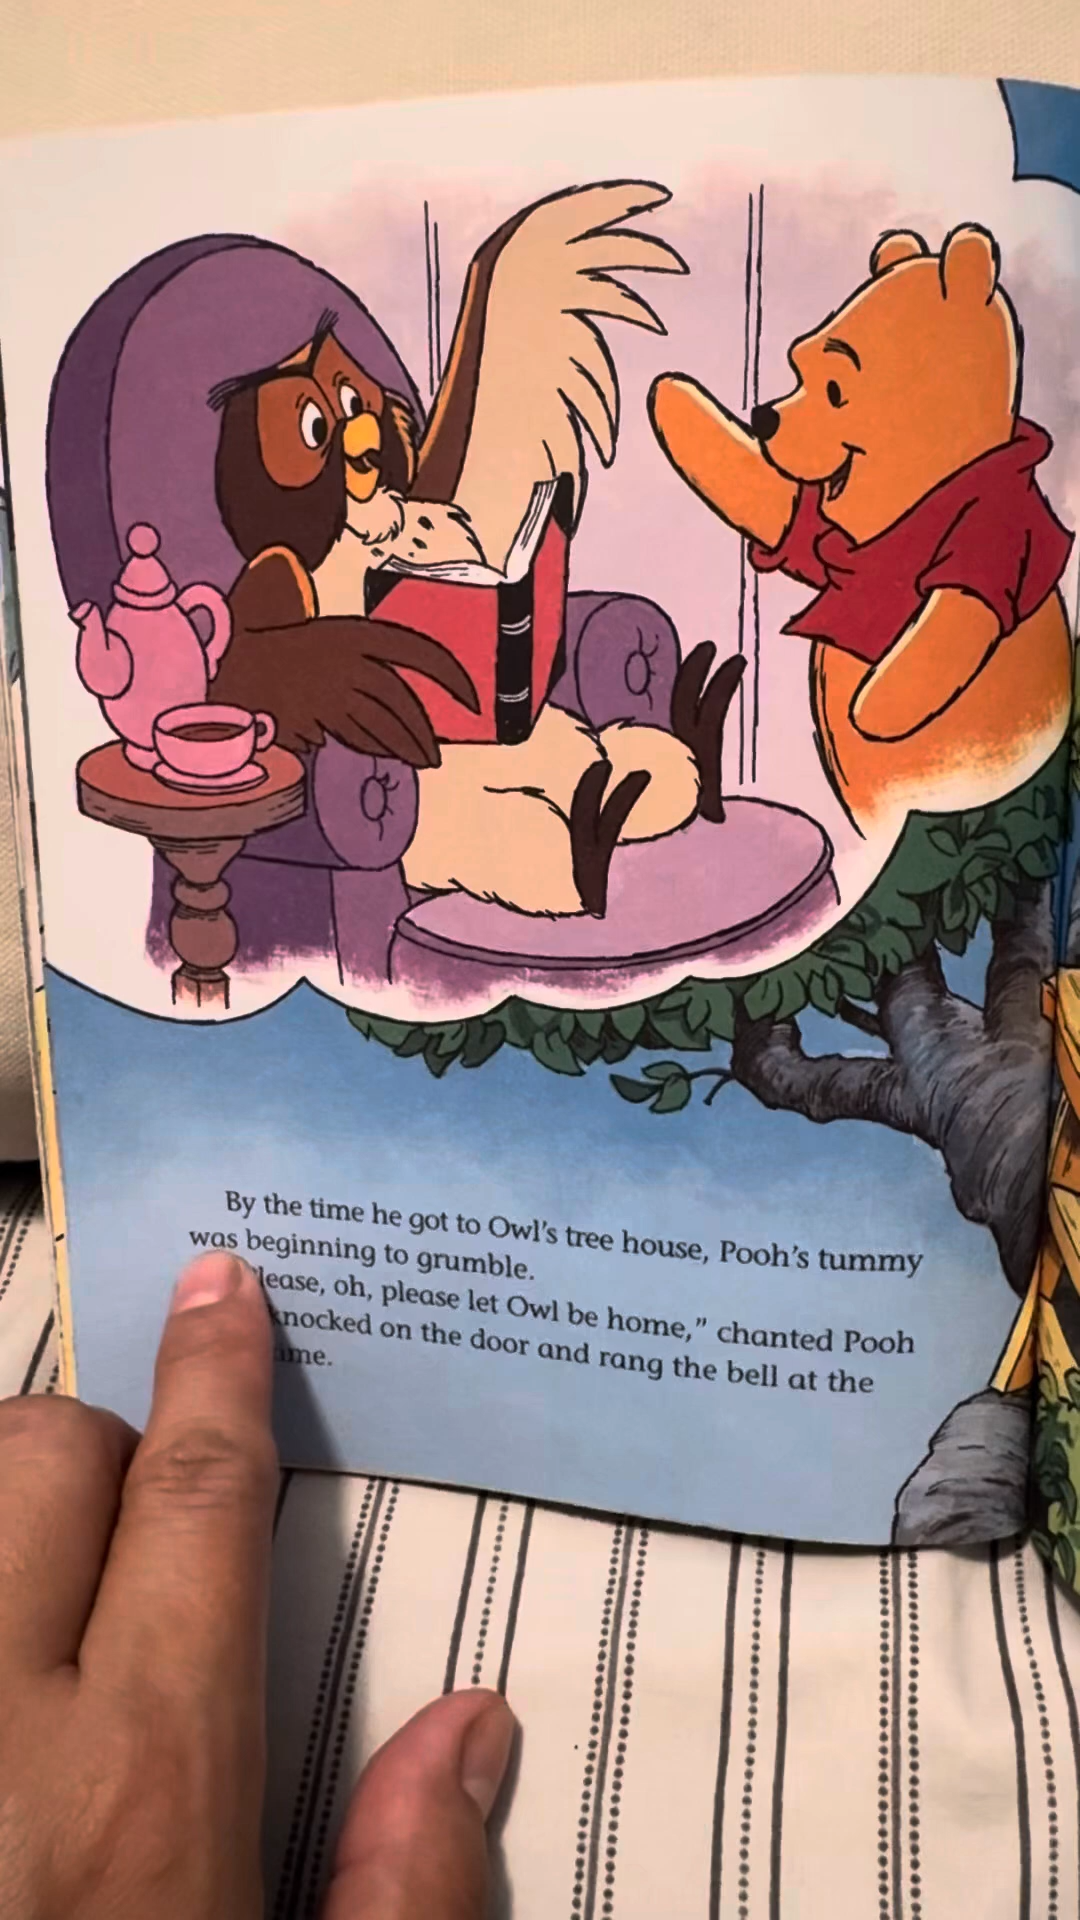 By the time he got to Owl's tree house, Pooh's tummy
was beginning to grumble.
lease, oh, please let Owl be home," chanted Pooh
knocked on the door and rang the bell at the
ame.